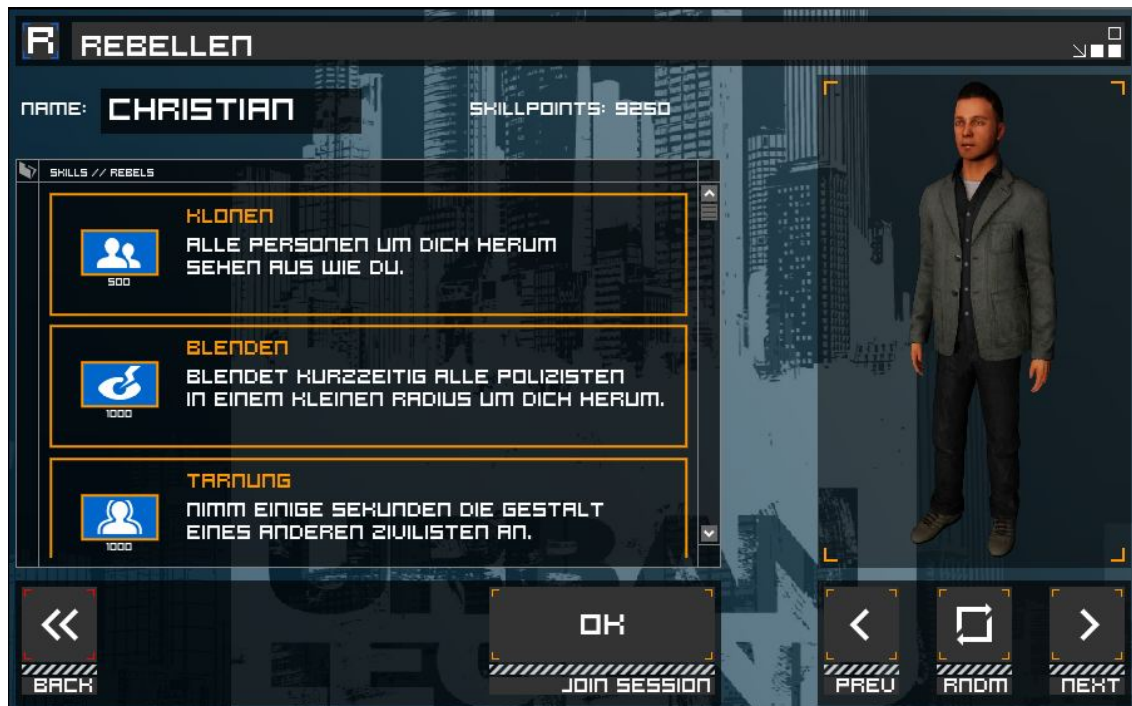 R REBELLEN
NAME: CHRISTIAN
SKILLPOINTS: 9250
SKILLS // REBELS
KLONEN
ALLE PERSONEN UM DICH HERUM
SEHEN AUS WIE DU.
500
BLENDEN
BLENDET KURZZEITIG ALLE POLIZISTEN
IN EINEM KLEINEN RADIUS UM DICH HERUM.
1000
TARNUNG
NIMM EINIGE SEKUNDEN DIE GESTALT
EINES ANDEREN ZIVILISTEN AN.
1000
URBAN
OK
BACK
JOIN SESSION
PREV
RNDM
NEXT